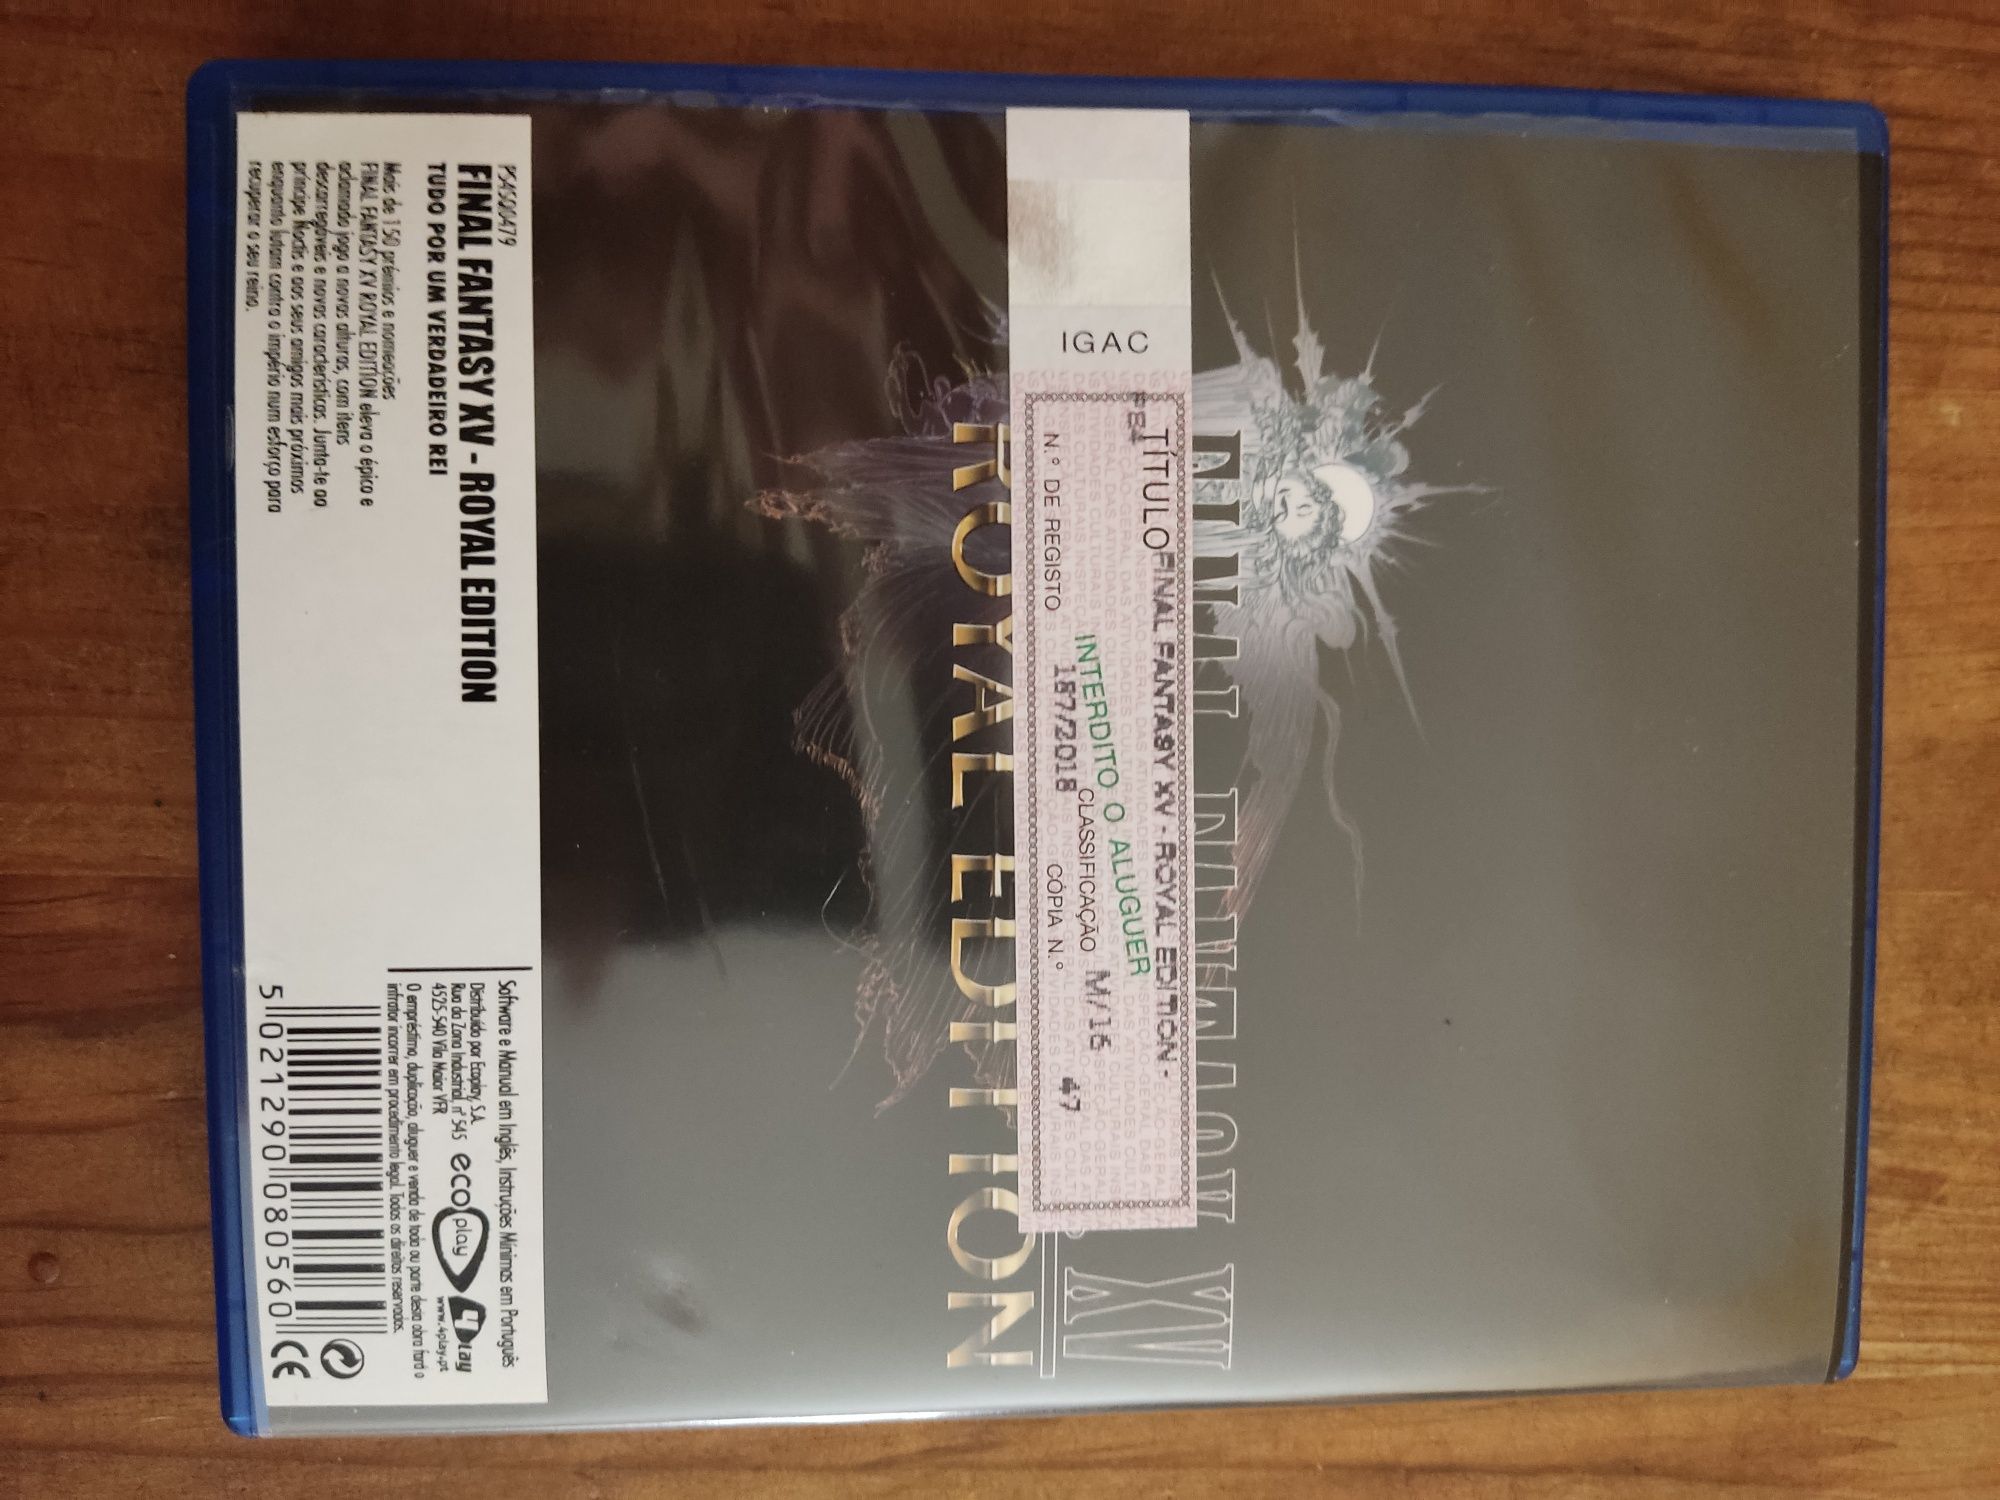 FINAL FANTASY XV
IGAC
TÍTULO FINAL FANTASY XV - ROYAL EDITION -
INTERDITO O ALUGUER
CLASSIFICAÇÃO M/16
N.º DE REGISTO 187/2018 CÓPIA N.º 47
ROYAL EDITION
PS4SQ0479
FINAL FANTASY XV - ROYAL EDITION
TUDO POR UM VERDADEIRO REI
Mais de 150 prémios e nomeações
FINAL FANTASY XV ROYAL EDITION eleva o épico e
aclamado jogo a novas alturas, com itens
descarregáveis e novas características. Junta-te ao
príncipe Noctis e aos seus amigos mais próximos
enquanto lutam contra o império num esforço para
recuperar o seu reino.
Software e Manual em Inglês, Instruções Mínimas em Português
Distribuído por Ecoplay, S.A.
Rua da Zona Industrial, nº 545
4525-540 Vila Maior VFR
eco play
4Play
www.4play.pt
O empréstimo, duplicação, aluguer e venda de toda ou parte desta obra fará o
infrator incorrer em procedimento legal. Todos os direitos reservados.
5 021290 080560
CE